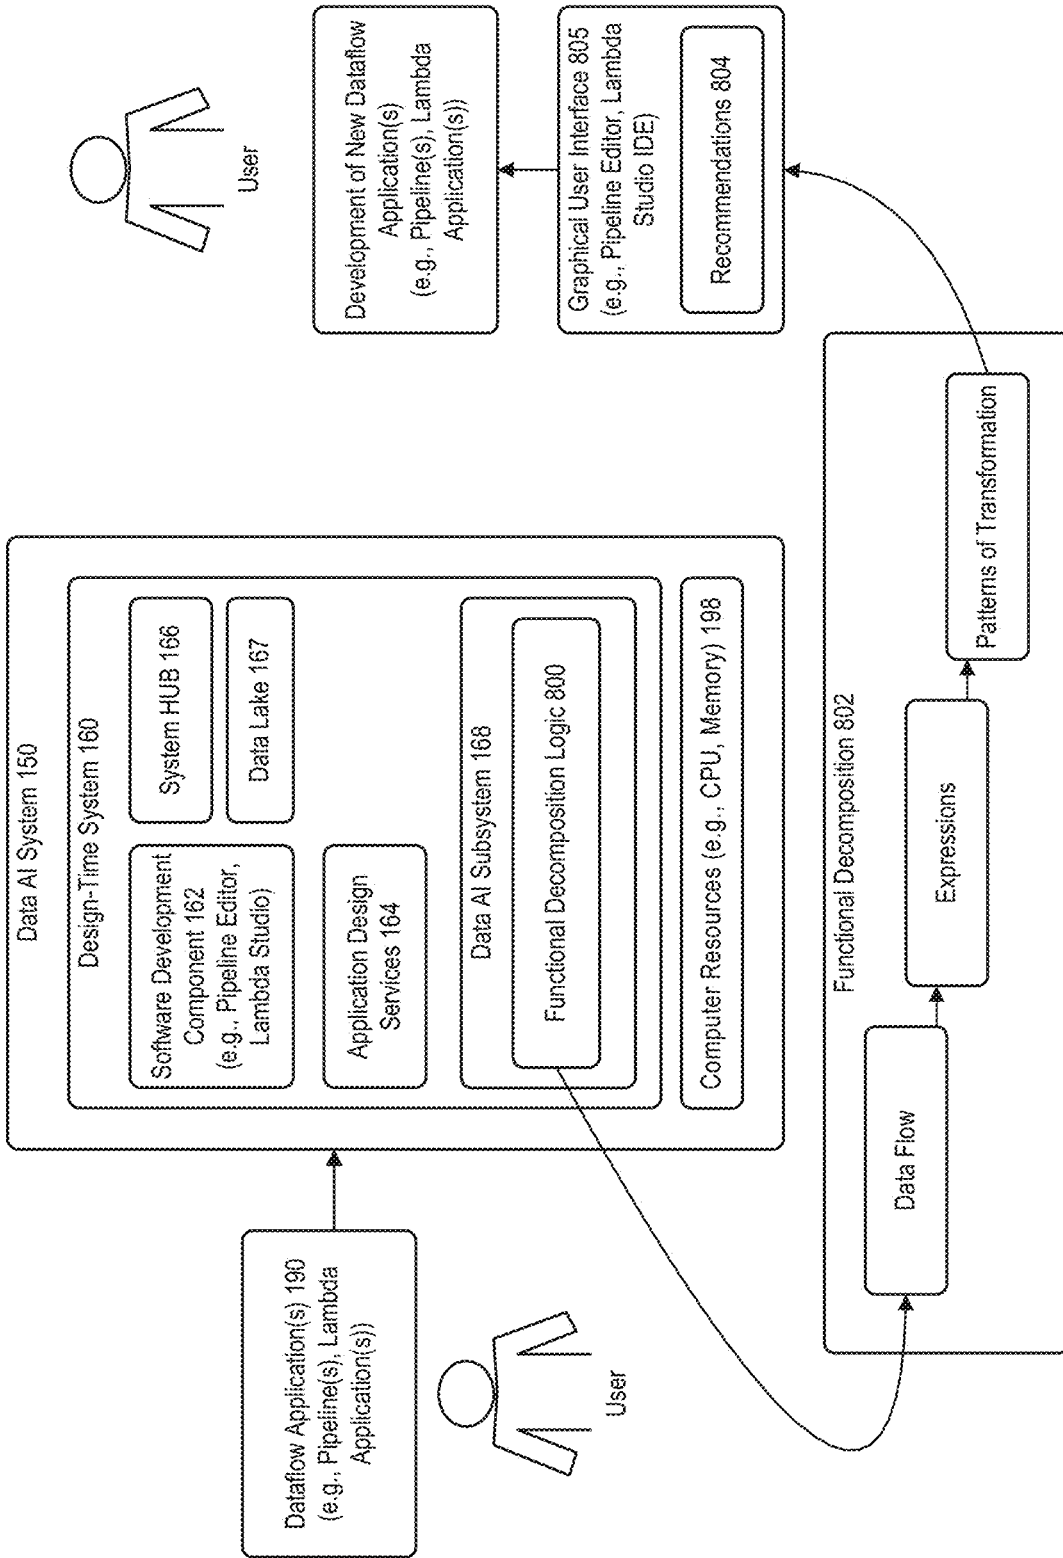 Dataflow Application(s) 190
(e.g., Pipeline(s), Lambda
Application(s))
User
Data AI System 150
Design-Time System 160
Software Development
Component 162
(e.g., Pipeline Editor,
Lambda Studio)
System HUB 166
Data Lake 167
Application Design
Services 164
Data AI Subsystem 168
Functional Decomposition Logic 800
Computer Resources (e.g., CPU, Memory) 198
Functional Decomposition 802
Data Flow
Expressions
Patterns of Transformation
User
Development of New Dataflow
Application(s)
(e.g., Pipeline(s), Lambda
Application(s))
Graphical User Interface 805
(e.g., Pipeline Editor, Lambda
Studio IDE)
Recommendations 804